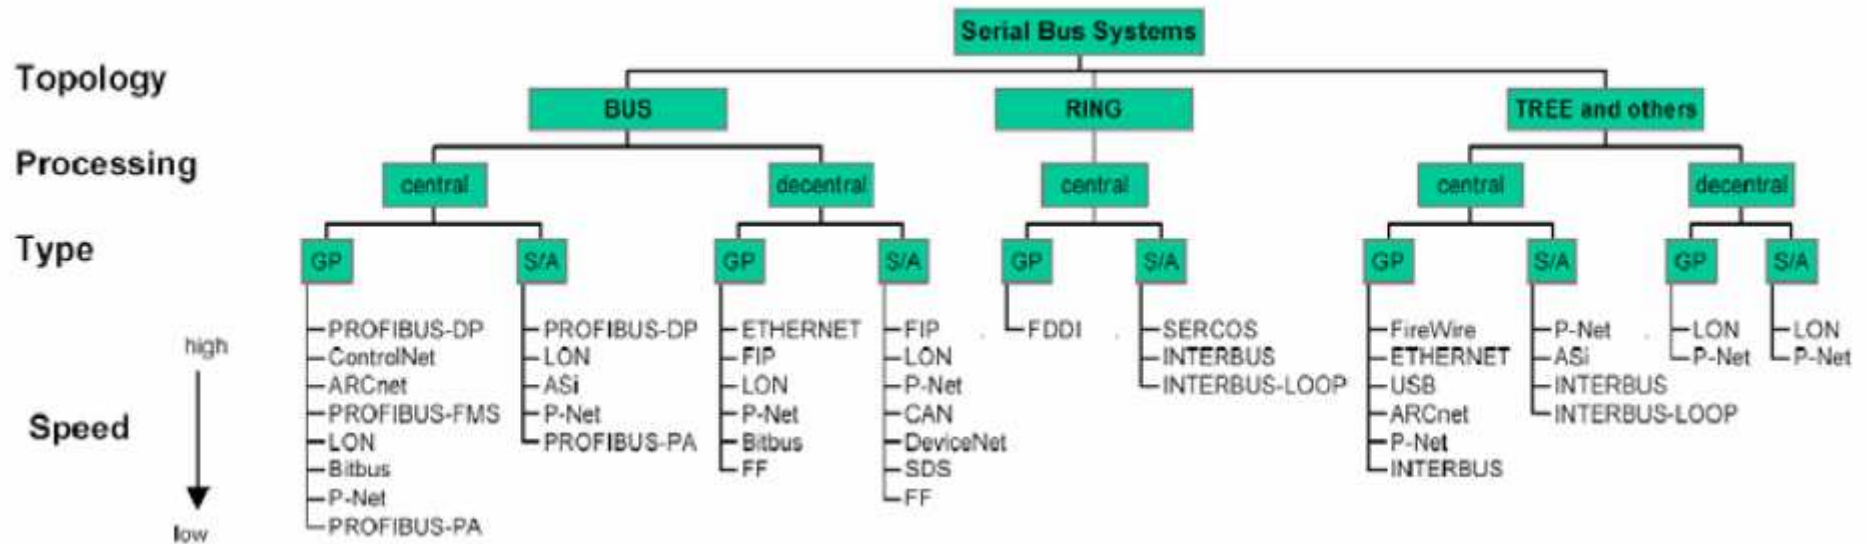 Serial Bus Systems
Topology
BUS RING TREE and others
Processing
central decentral central central decentral
Type
GP S/A GP S/A GP S/A GP S/A GP S/A
PROFIBUS-DP PROFIBUS-DP ETHERNET FIP FDDI SERCOS FireWire P-Net LON LON
high
ControlNet LON FIP LON INTERBUS ETHERNET ASi P-Net P-Net
ARCnet ASi LON P-Net INTERBUS-LOOP USB INTERBUS
PROFIBUS-FMS P-Net P-Net CAN ARCnet INTERBUS-LOOP
Speed
LON PROFIBUS-PA Bitbus DeviceNet P-Net
Bitbus FF SDS INTERBUS
P-Net FF
PROFIBUS-PA
low